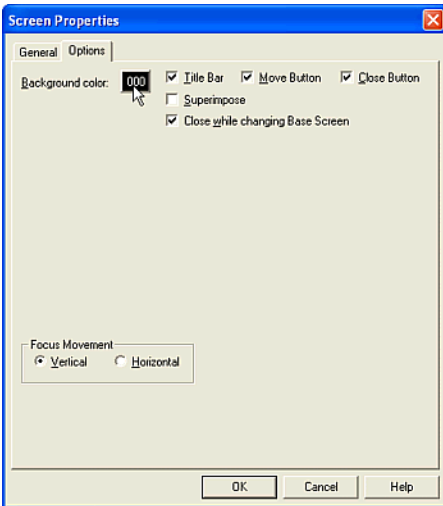 Screen Properties
General Options
Background color: 000 Title Bar Move Button Close Button
Superimpose
Close while changing Base Screen
Focus Movement
Vertical Horizontal
OK Cancel Help